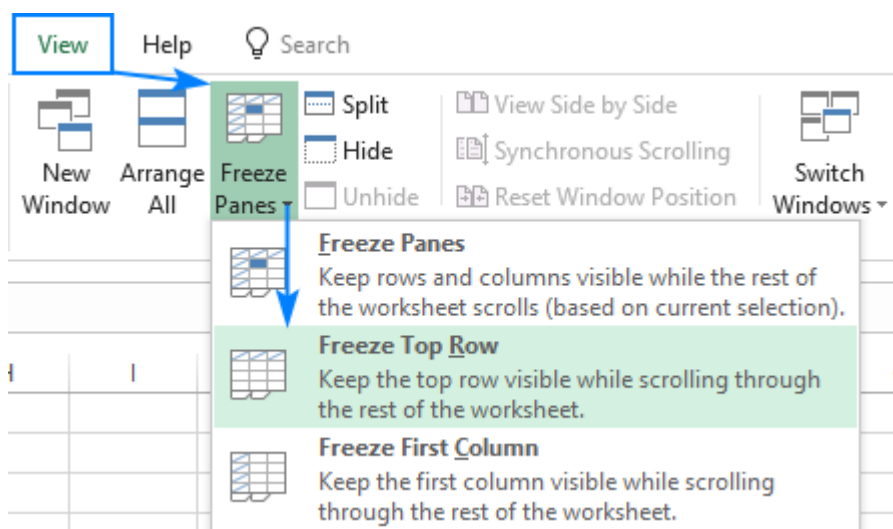 View Help Search
Split
Hide
Unhide
View Side by Side
Synchronous Scrolling
Reset Window Position
New
Window
Arrange
All
Freeze
Panes
Switch
Windows
Freeze Panes
Keep rows and columns visible while the rest of
the worksheet scrolls (based on current selection).
Freeze Top Row
Keep the top row visible while scrolling through
the rest of the worksheet.
Freeze First Column
Keep the first column visible while scrolling
through the rest of the worksheet.
I